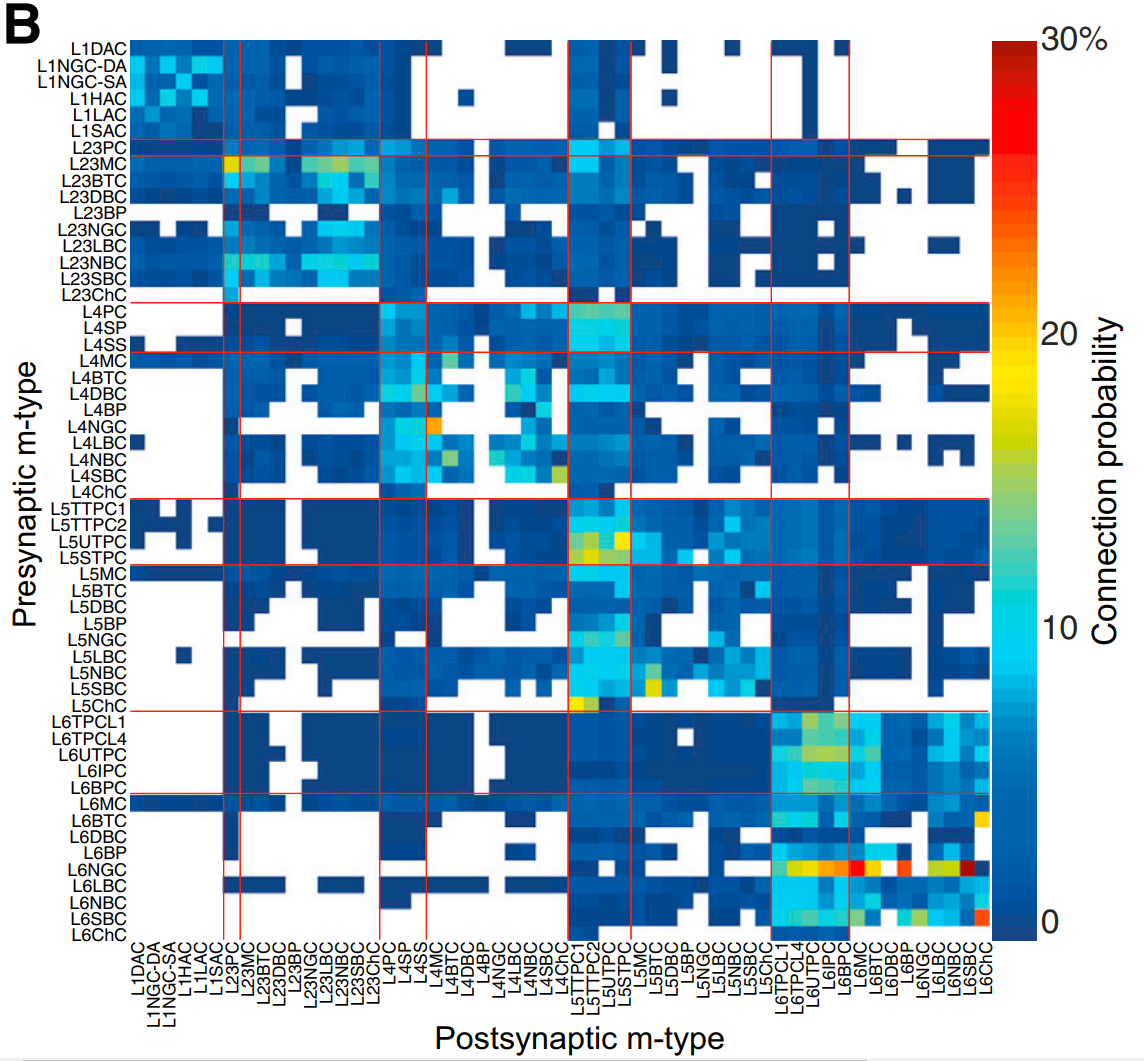 B
L1DAC
L1NGC-DA
L1NGC-SA
L1HAC
L1LAC
L1SAC
L23PC
L23MC
L23BTC
L23DBC
L23BP
L23NGC
L23LBC
L23NBC
L23SBC
L23ChC
L4PC
L4SP
L4SS
L4MC
L4BTC
L4DBC
L4BP
L4NGC
L4LBC
L4NBC
L4SBC
L4ChC
L5TTPC1
L5TTPC2
L5UTPC
L5STPC
L5MC
L5BTC
L5DBC
L5BP
L5NGC
L5LBC
L5NBC
L5SBC
L5ChC
L6TPCL1
L6TPCL4
L6UTPC
L6IPC
L6BPC
L6MC
L6BTC
L6DBC
L6BP
L6NGC
L6LBC
L6NBC
L6SBC
L6ChC
Presynaptic m-type
L1DAC
L1NGC-DA
L1NGC-SA
L1HAC
L1LAC
L1SAC
L23PC
L23MC
L23BTC
L23DBC
L23BP
L23NGC
L23LBC
L23NBC
L23SBC
L23ChC
L4PC
L4SP
L4SS
L4MC
L4BTC
L4DBC
L4BP
L4NGC
L4LBC
L4NBC
L4SBC
L4ChC
L5TTPC1
L5TTPC2
L5UTPC
L5STPC
L5MC
L5BTC
L5DBC
L5BP
L5NGC
L5LBC
L5NBC
L5SBC
L5ChC
L6TPCL1
L6TPCL4
L6UTPC
L6IPC
L6BPC
L6MC
L6BTC
L6DBC
L6BP
L6NGC
L6LBC
L6NBC
L6SBC
L6ChC
Postsynaptic m-type
30%
20
10
0
Connection probability